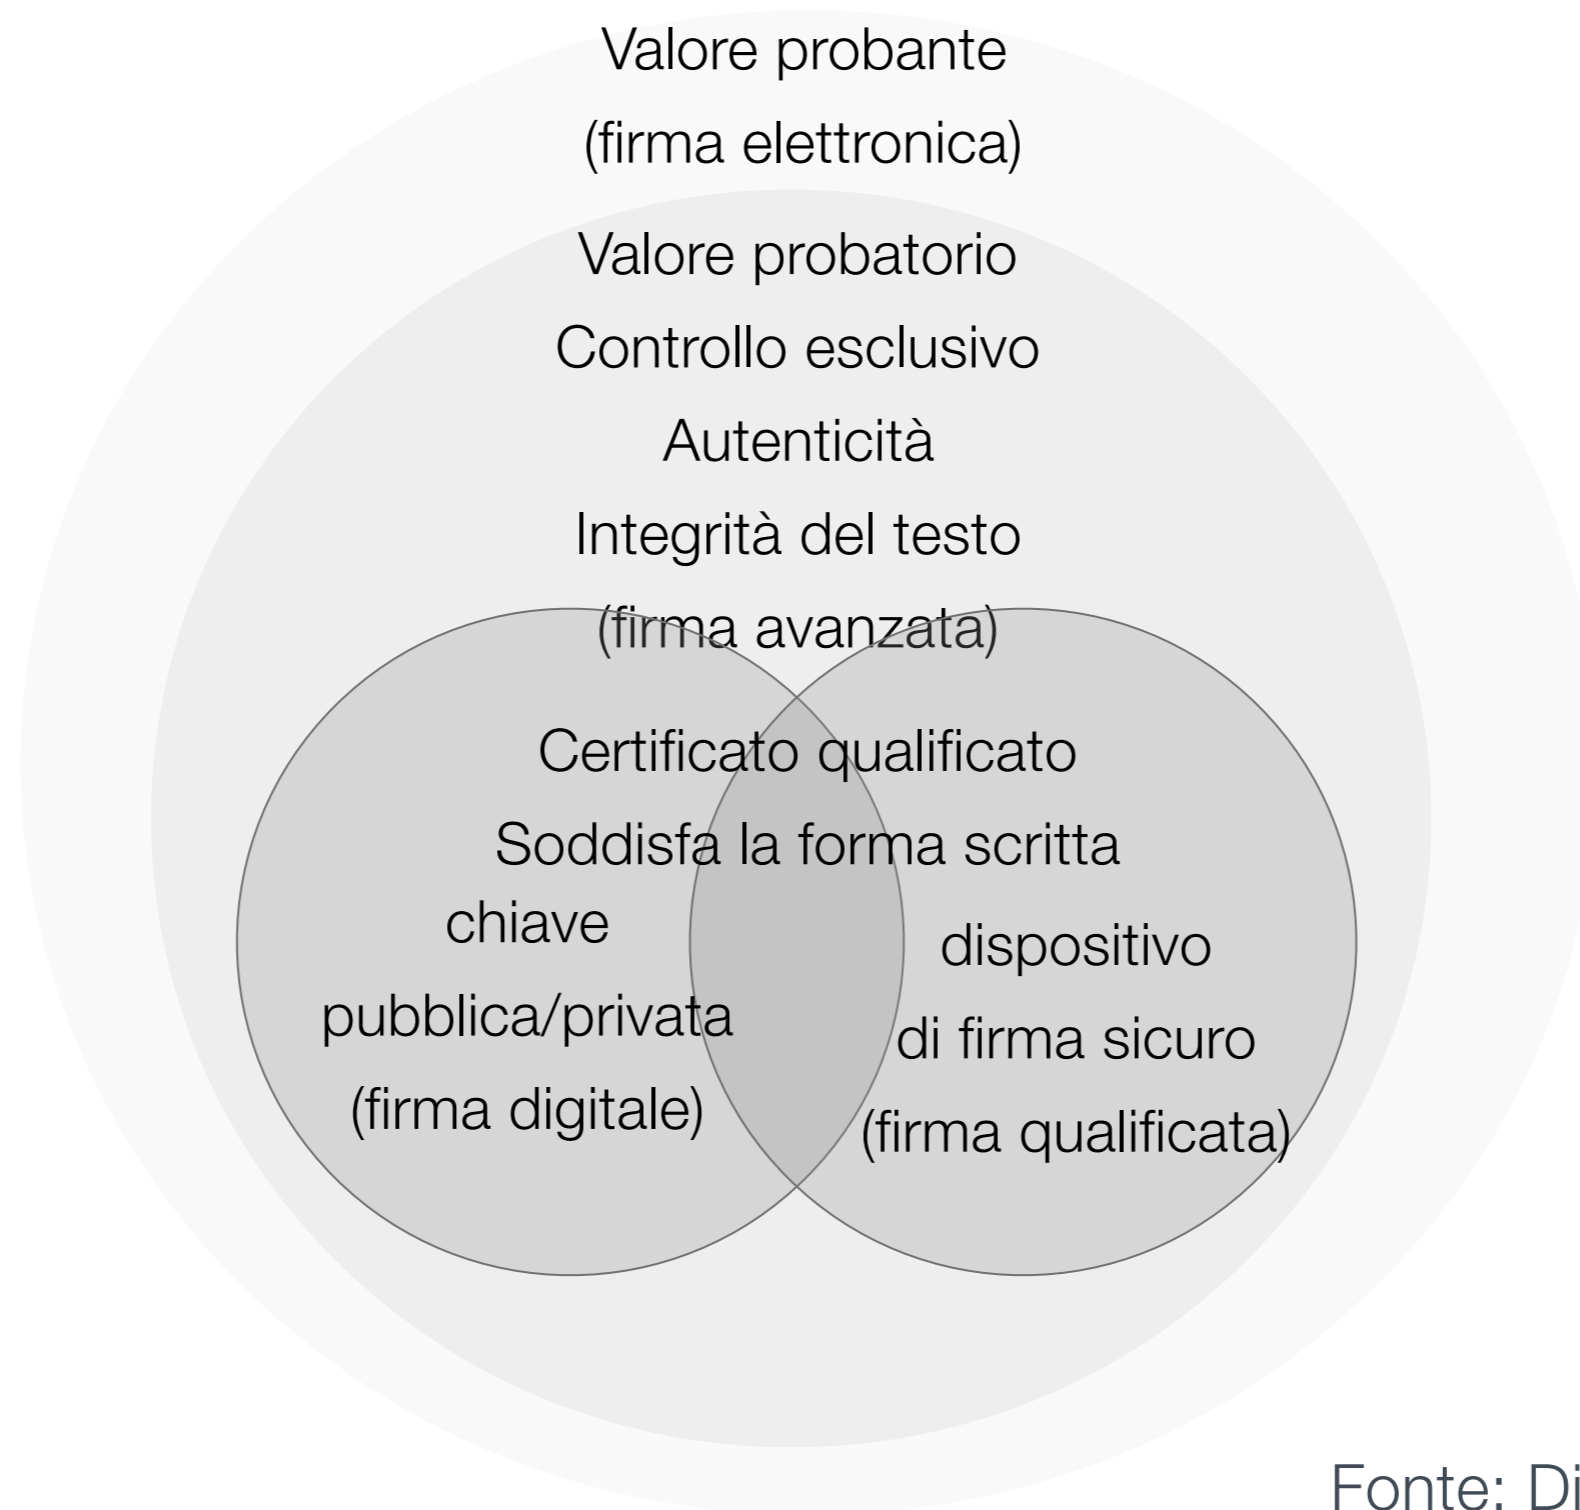 Valore probante
(firma elettronica)
Valore probatorio
Controllo esclusivo
Autenticità
Integrità del testo
(firma avanzata)
Certificato qualificato
Soddisfa la forma scritta
chiave
pubblica/privata
(firma digitale)
dispositivo
di firma sicuro
(firma qualificata)
Fonte: Di